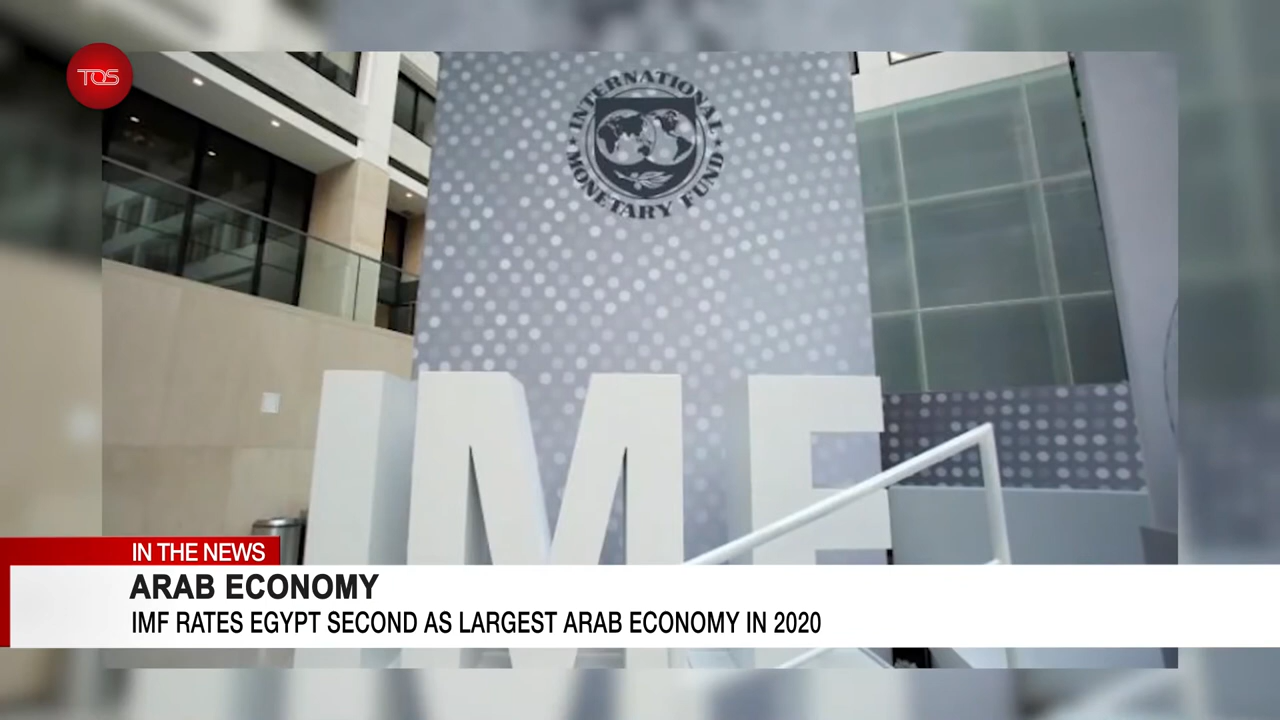 TOS
INTERNATIONAL
MONETARY FUND
IMF
IN THE NEWS
ARAB ECONOMY
IMF RATES EGYPT SECOND AS LARGEST ARAB ECONOMY IN 2020